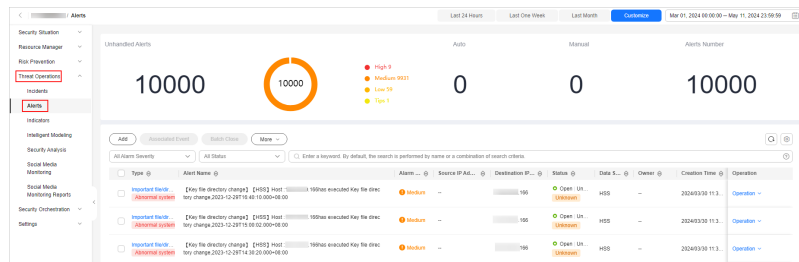 / Alerts
Last 24 Hours Last One Week Last Month Customize Mar 01, 2024 00:00:00 – May 11, 2024 23:59:59
Security Situation
Resource Manager
Risk Prevention
Threat Operations
Incidents
Alerts
Indicators
Intelligent Modeling
Security Analysis
Social Media
Monitoring
Social Media
Monitoring Reports
Security Orchestration
Settings
Unhandled Alerts Auto Manual Alerts Number
10000 10000 0 0 10000
High 9
Medium 9931
Low 59
Tips 1
Add Associated Event Batch Close More
All Alarm Severity All Status Enter a keyword. By default, the search is performed by name or a combination of search criteria.
Type Alert Name Alarm ... Source IP Ad... Destination IP... Status Data S... Owner Creation Time Operation
Important file/dir... 【Key file directory change】 【HSS】 Host 166has executed Key file direc Medium -- 166 Open | Un... HSS -- 2024/03/30 11:3... Operation
Abnormal system tory change,2023-12-29T16:40:10.000+08:00 Unknown
Important file/dir... 【Key file directory change】 【HSS】 Host 166has executed Key file direc Medium -- 166 Open | Un... HSS -- 2024/03/30 11:3... Operation
Abnormal system tory change,2023-12-29T15:06:02.000+08:00 Unknown
Important file/dir... 【Key file directory change】 【HSS】 Host 166has executed Key file direc Medium -- 166 Open | Un... HSS -- 2024/03/30 11:3... Operation
Abnormal system tory change,2023-12-29T14:30:20.000+08:00 Unknown